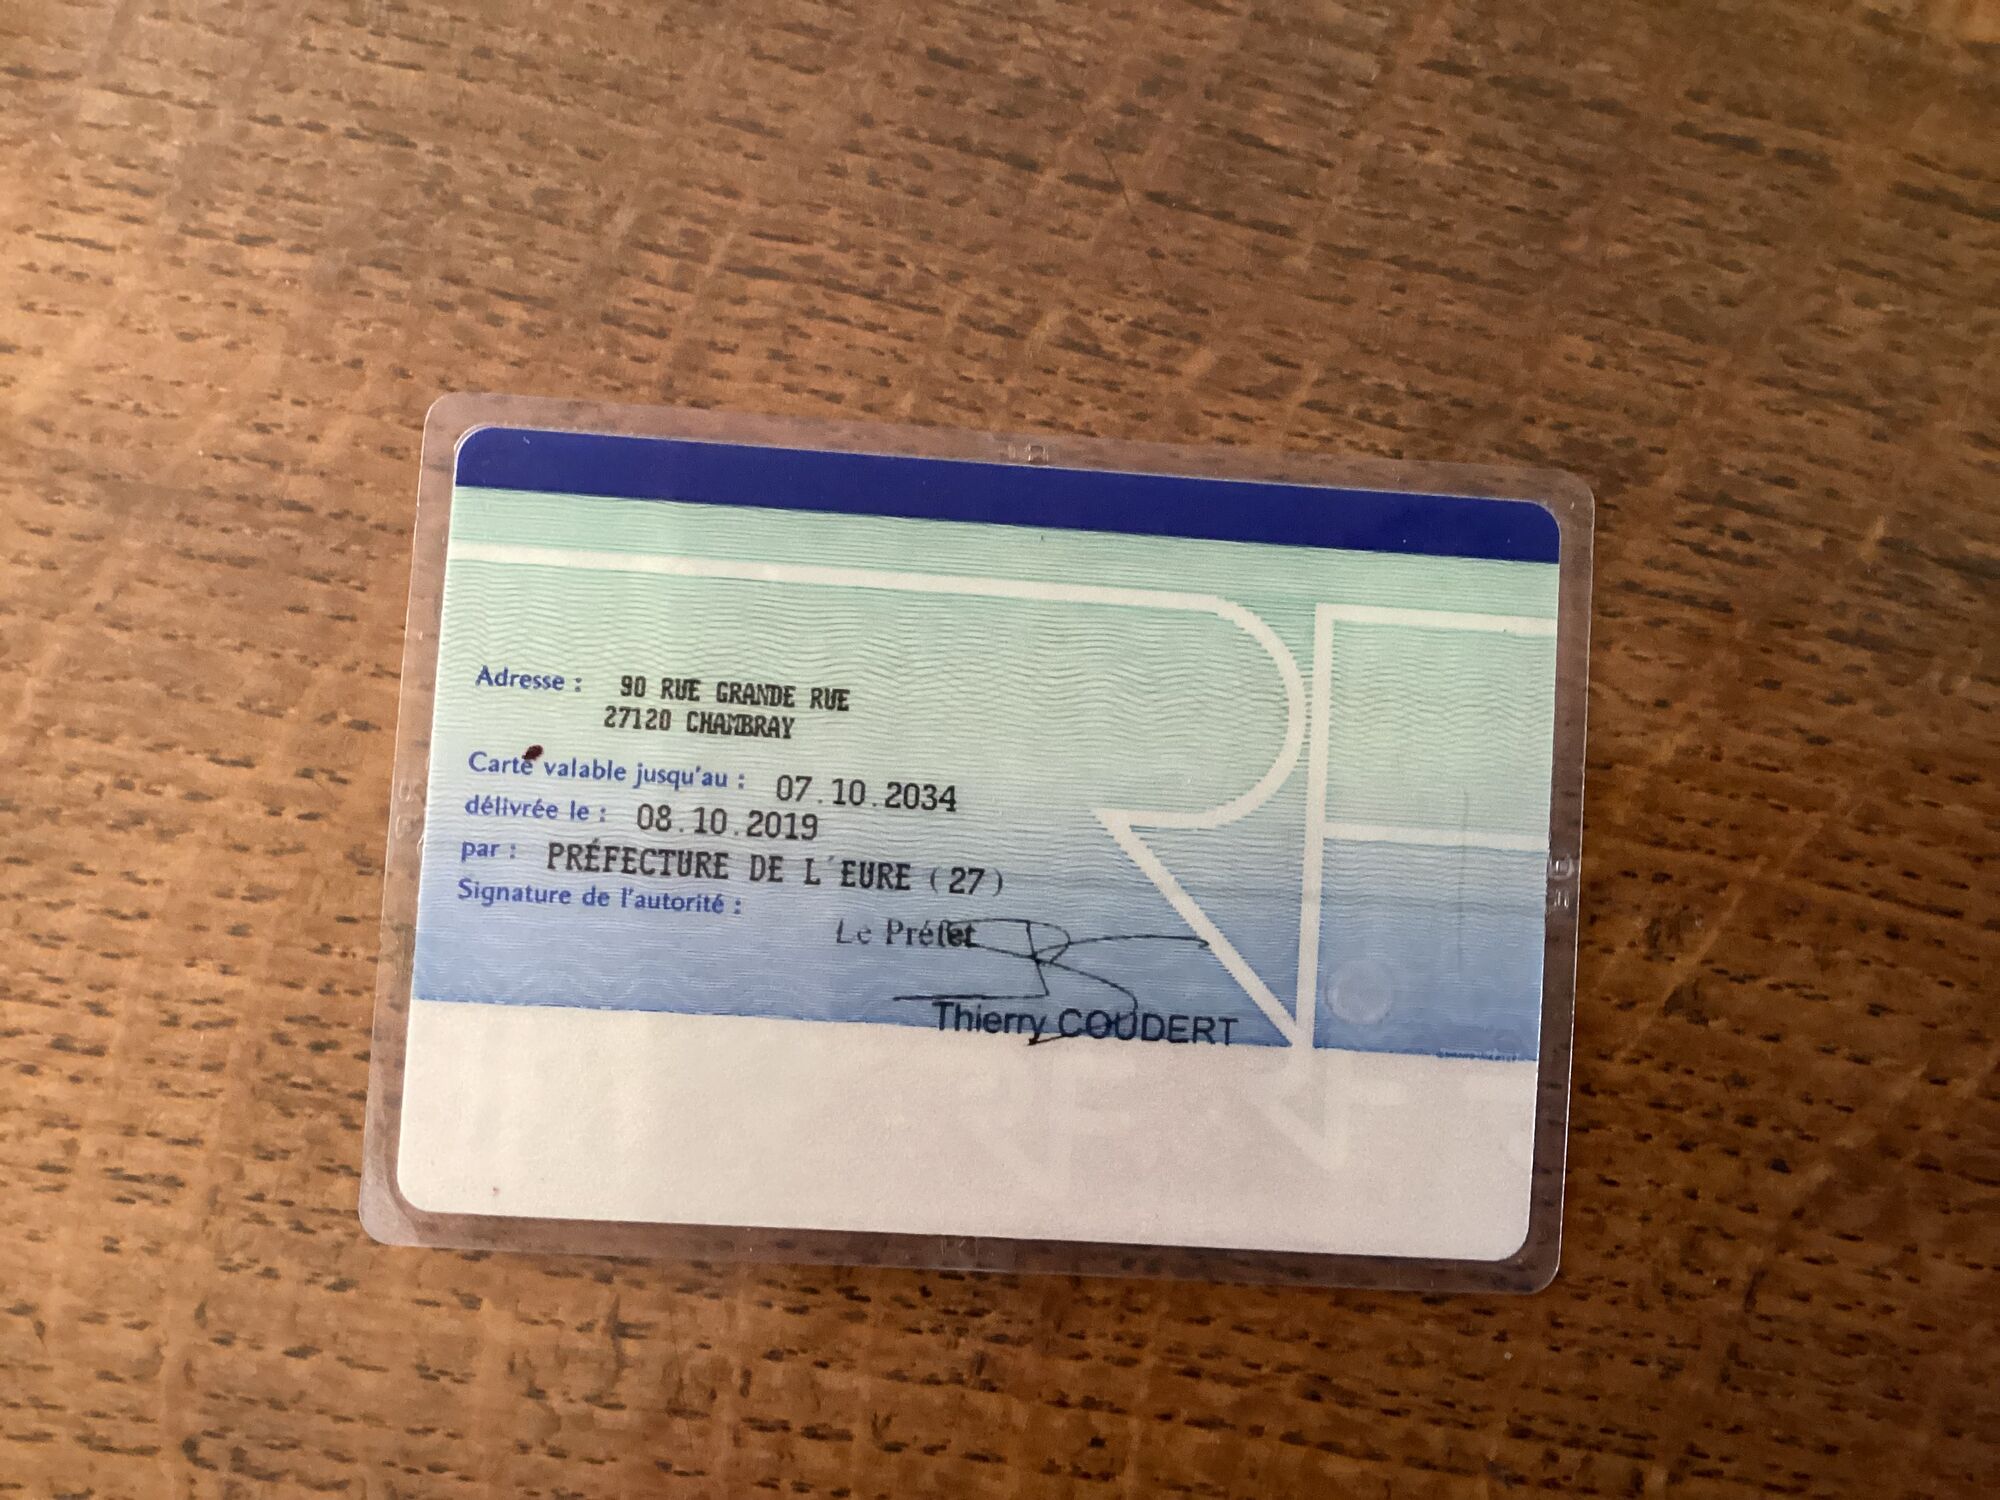 Adresse : 90 RUE GRANDE RUE
27120 CHAMBRAY
Carte valable jusqu'au : 07.10.2034
délivrée le : 08.10.2019
par : PRÉFECTURE DE L'EURE (27)
Signature de l'autorité :
Le Préfet
Thierry COUDERT
RF